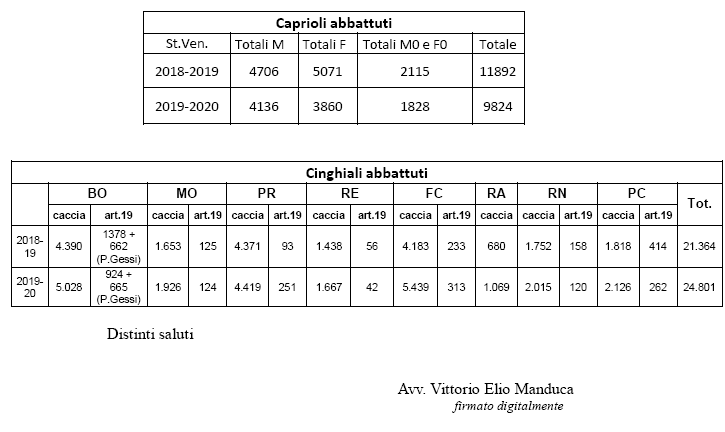 Caprioli abbattuti
St.Ven. Totali M Totali F Totali M0 e F0 Totale
2018-2019 4706 5071 2115 11892
2019-2020 4136 3860 1828 9824
Cinghiali abbattuti
BO MO PR RE FC RA RN PC Tot.
caccia art.19 caccia art.19 caccia art.19 caccia art.19 caccia art.19 caccia caccia art.19 caccia art.19
2018-19 4.390 1378 + 662 (P.Gessi) 1.653 125 4.371 93 1.438 56 4.183 233 680 1.752 158 1.818 414 21.364
2019-20 5.028 924 + 665 (P.Gessi) 1.926 124 4.419 251 1.667 42 5.439 313 1.069 2.015 120 2.126 262 24.801
Distinti saluti
Avv. Vittorio Elio Manduca
firmato digitalmente